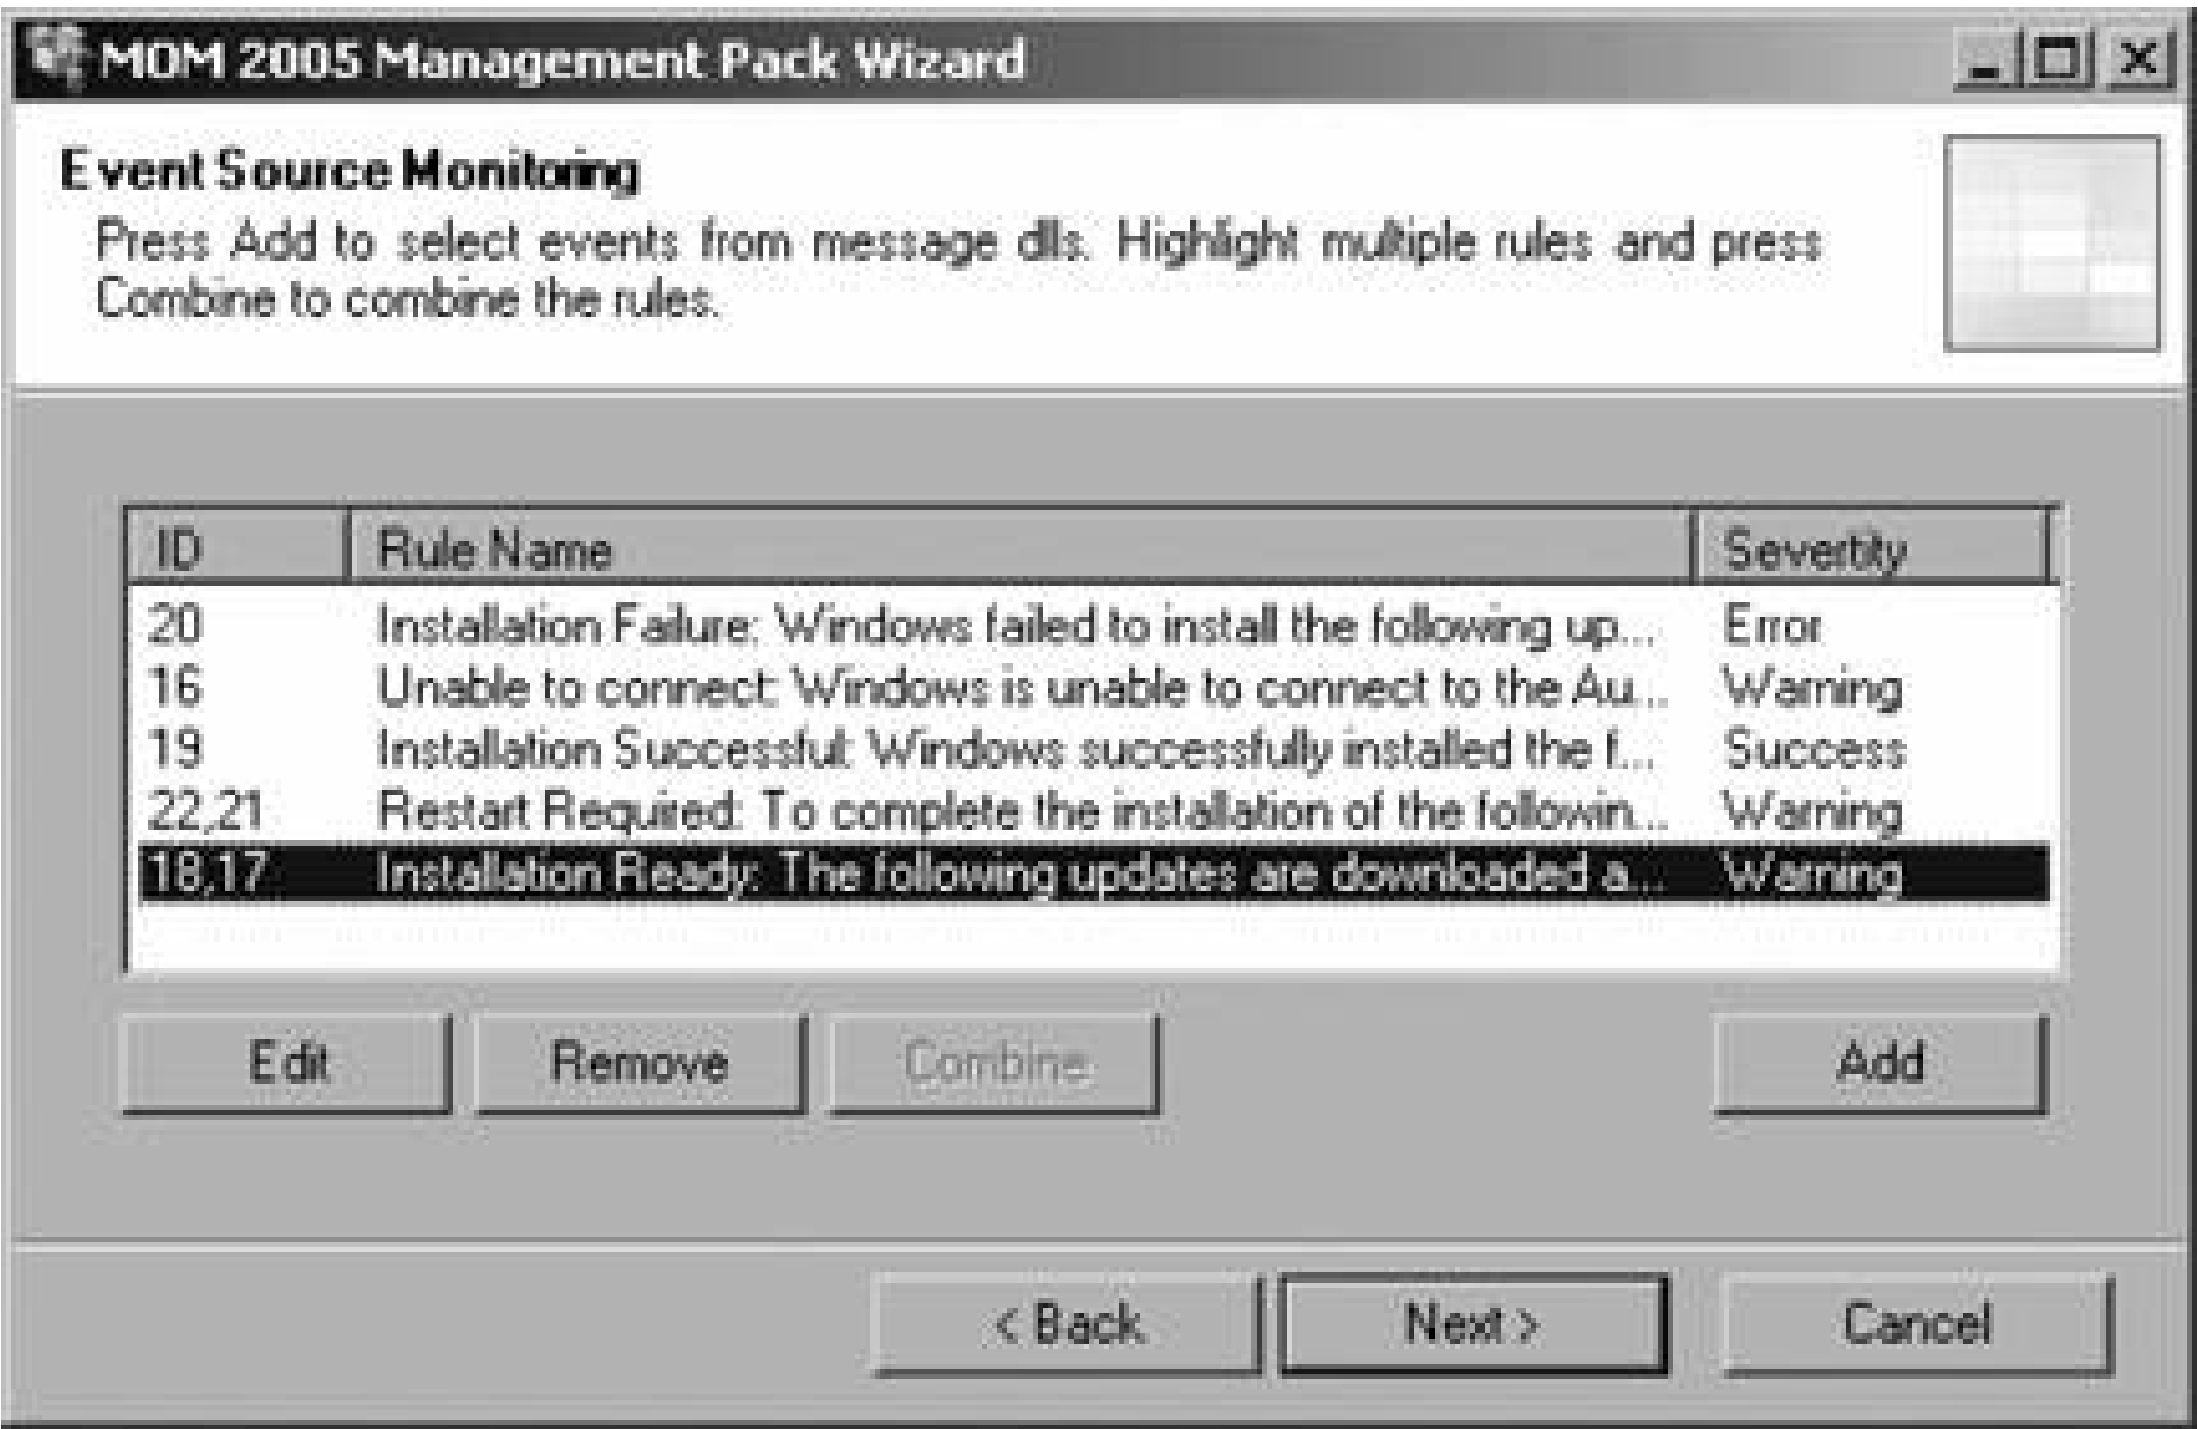 MOM 2005 Management Pack Wizard
Event Source Monitoring
Press Add to select events from message dlls. Highlight multiple rules and press
Combine to combine the rules.
ID Rule Name Severtity
20 Installation Failure: Windows failed to install the following up... Error
16 Unable to connect: Windows is unable to connect to the Au... Warning
19 Installation Successful: Windows successfully installed the f... Success
22,21 Restart Required: To complete the installation of the followin... Warning
18,17 Installation Ready: The following updates are downloaded a... Warning
Edit Remove Combine Add
< Back Next > Cancel